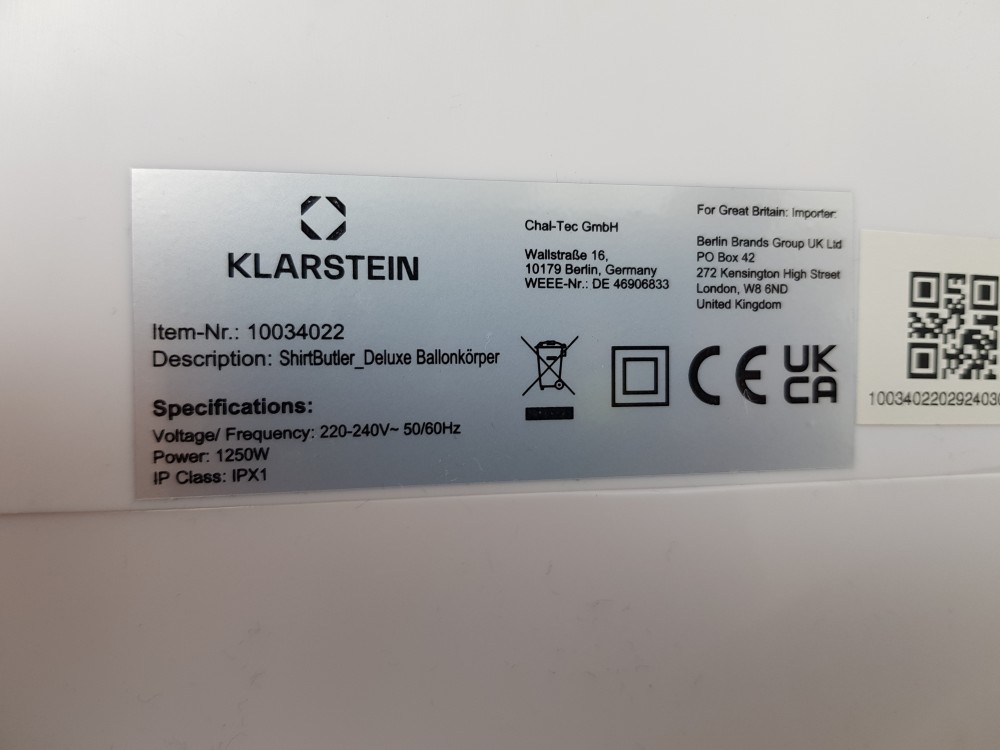 KLARSTEIN
Item-Nr.: 10034022
Description: ShirtButler_Deluxe Ballonkörper
Specifications:
Voltage/ Frequency: 220-240V~ 50/60Hz
Power: 1250W
IP Class: IPX1
Chal-Tec GmbH
Wallstraße 16,
10179 Berlin, Germany
WEEE-Nr.: DE 46906833
For Great Britain: Importer:
Berlin Brands Group UK Ltd
PO Box 42
272 Kensington High Street
London, W8 6ND
United Kingdom
CE
UK
CA